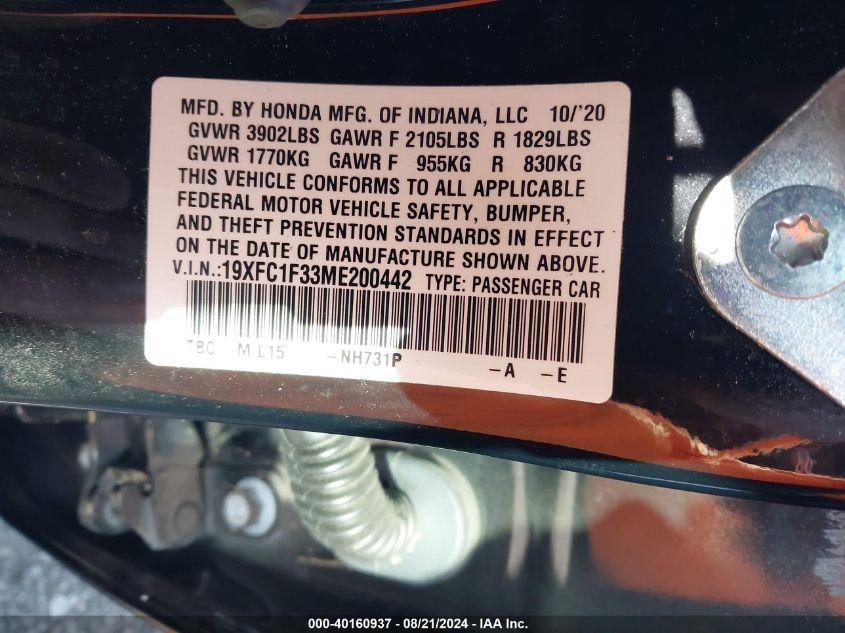 MFD. BY HONDA MFG. OF INDIANA, LLC 10/'20
GVWR 3902LBS GAWR F 2105LBS R 1829LBS
GVWR 1770KG GAWR F 955KG R 830KG
THIS VEHICLE CONFORMS TO ALL APPLICABLE
FEDERAL MOTOR VEHICLE SAFETY, BUMPER,
AND THEFT PREVENTION STANDARDS IN EFFECT
ON THE DATE OF MANUFACTURE SHOWN ABOVE.
V.I.N.:19XFC1F33ME200442 TYPE: PASSENGER CAR
TBC M L15 -NH731P -A -E
000-40160937 - 08/21/2024 - IAA Inc.